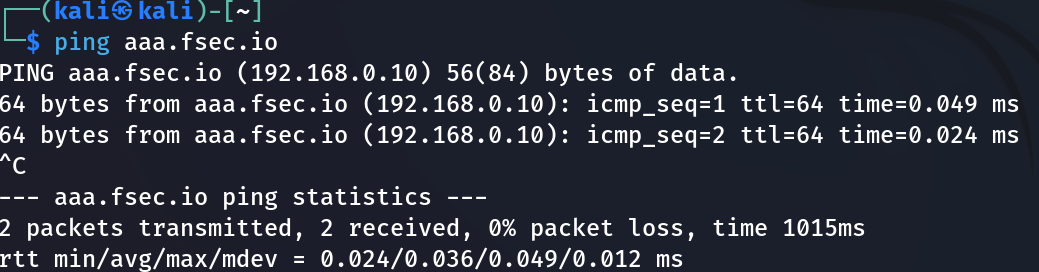 ┌──(kali㉿kali)-[~]
└─$ ping aaa.fsec.io
PING aaa.fsec.io (192.168.0.10) 56(84) bytes of data.
64 bytes from aaa.fsec.io (192.168.0.10): icmp_seq=1 ttl=64 time=0.049 ms
64 bytes from aaa.fsec.io (192.168.0.10): icmp_seq=2 ttl=64 time=0.024 ms
^C
--- aaa.fsec.io ping statistics ---
2 packets transmitted, 2 received, 0% packet loss, time 1015ms
rtt min/avg/max/mdev = 0.024/0.036/0.049/0.012 ms